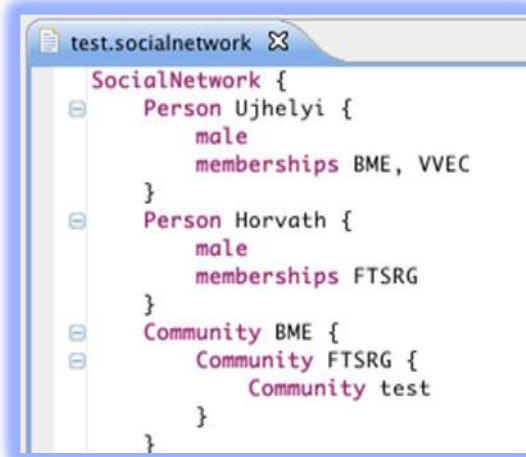 test.socialnetwork
SocialNetwork {
Person Ujhelyi {
male
memberships BME, VVEC
}
Person Horvath {
male
memberships FTSRG
}
Community BME {
Community FTSRG {
Community test
}
}